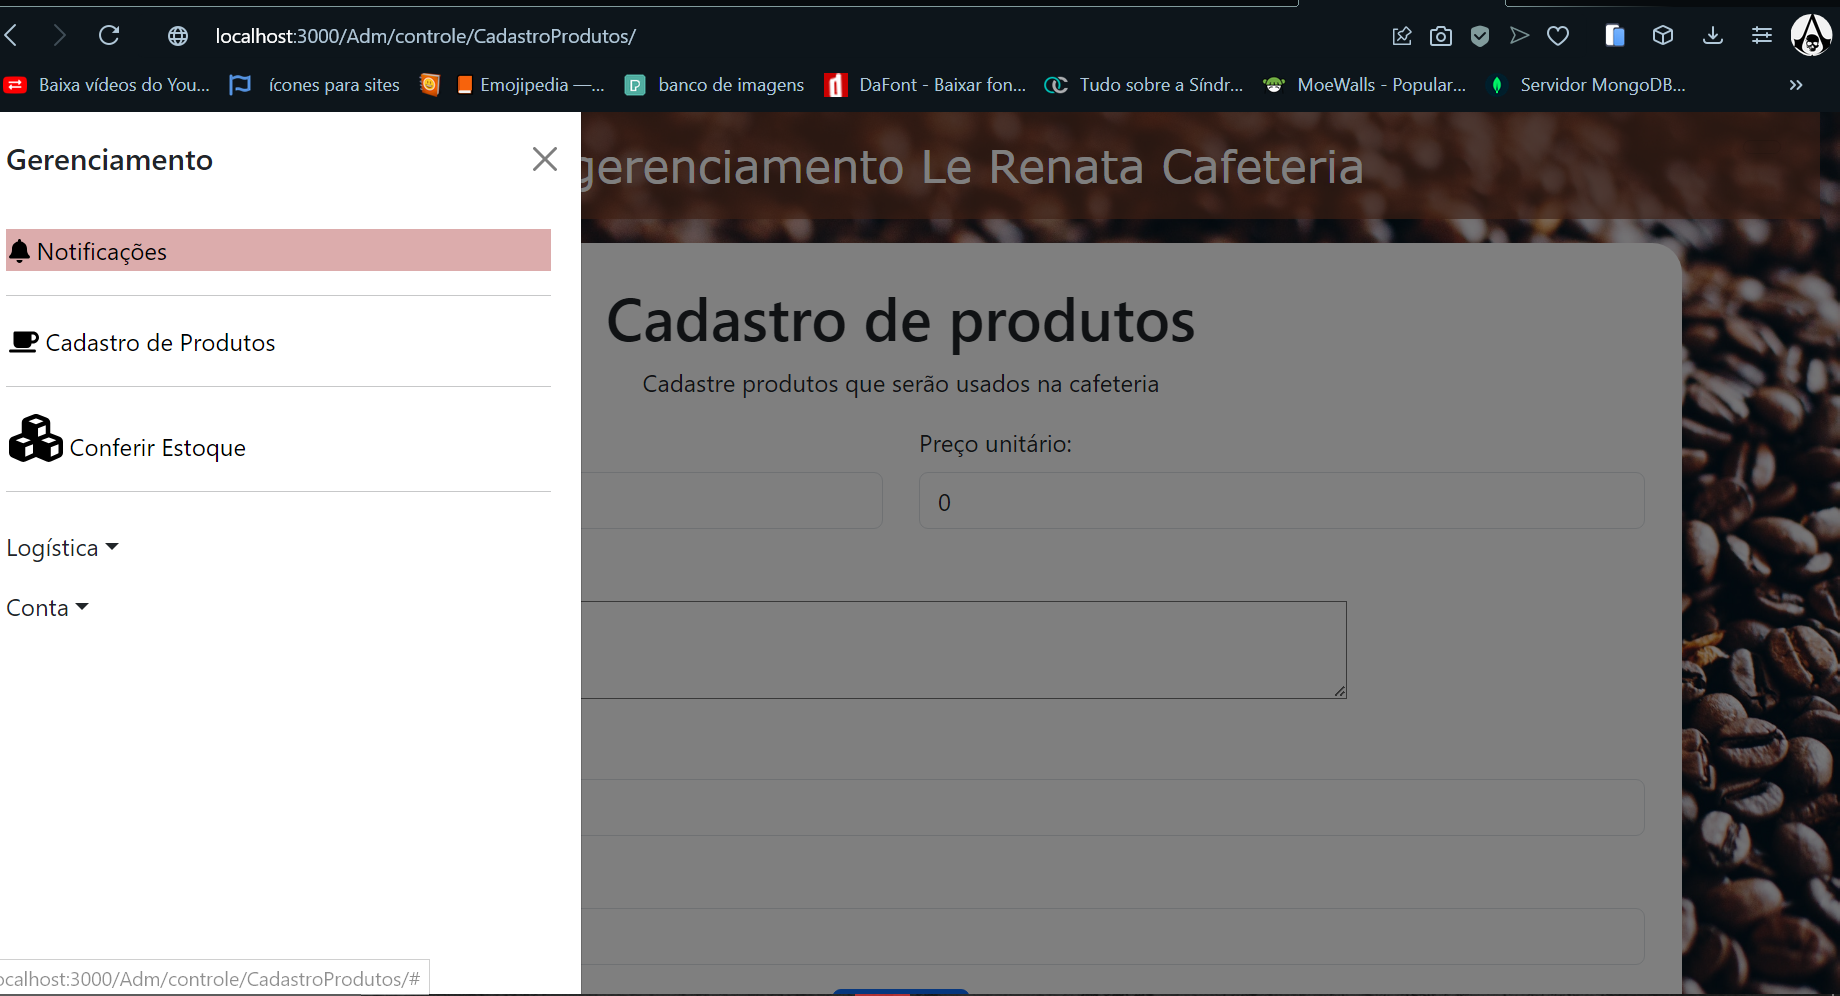 localhost:3000/Adm/controle/CadastroProdutos/
Baixa vídeos do You...
ícones para sites
Emojipedia —...
banco de imagens
DaFont - Baixar fon...
Tudo sobre a Síndr...
MoeWalls - Popular...
Servidor MongoDB...
Gerenciamento
gerenciamento Le Renata Cafeteria
Notificações
Cadastro de Produtos
Conferir Estoque
Logística
Conta
Cadastro de produtos
Cadastre produtos que serão usados na cafeteria
Preço unitário:
0
ocalhost:3000/Adm/controle/CadastroProdutos/#